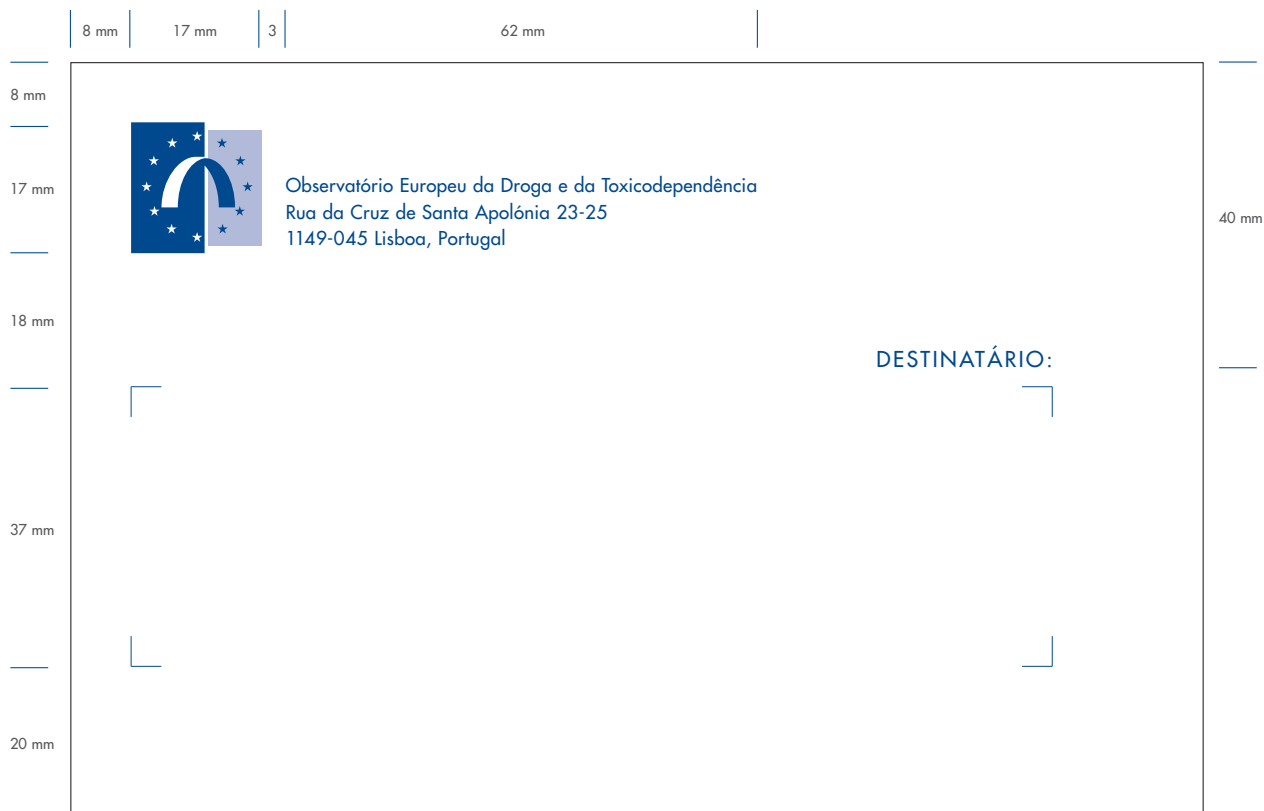 8 mm 17 mm 3 62 mm
8 mm
17 mm
Observatório Europeu da Droga e da Toxicodependência
Rua da Cruz de Santa Apolónia 23-25
1149-045 Lisboa, Portugal
40 mm
18 mm
DESTINATÁRIO:
37 mm
20 mm